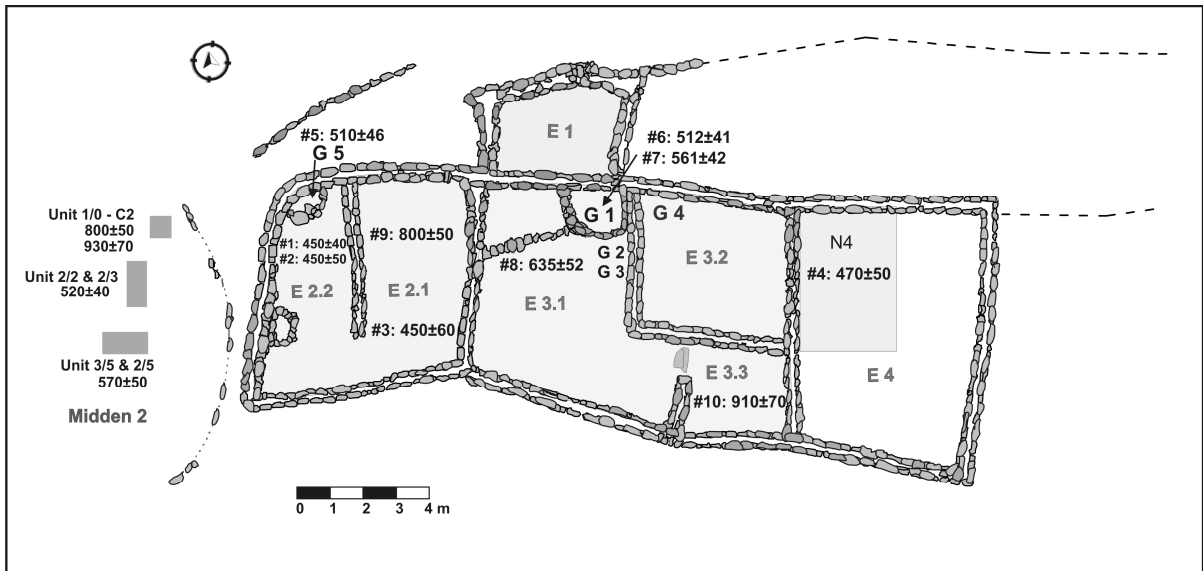 E 1
#5: 510±46
G 5
#6: 512±41
#7: 561±42
Unit 1/0 - C2
800±50
930±70
Unit 2/2 & 2/3
520±40
Unit 3/5 & 2/5
570±50
Midden 2
#1: 450±40
#2: 450±50
E 2.2
#9: 800±50
E 2.1
#3: 450±60
G 1
G 2
G 3
#8: 635±52
E 3.1
G 4
E 3.2
E 3.3
#10: 910±70
N4
#4: 470±50
E 4
0 1 2 3 4 m